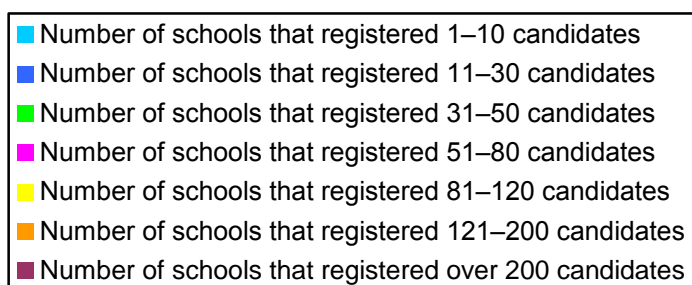 Number of schools that registered 1–10 candidates
Number of schools that registered 11–30 candidates
Number of schools that registered 31–50 candidates
Number of schools that registered 51–80 candidates
Number of schools that registered 81–120 candidates
Number of schools that registered 121–200 candidates
Number of schools that registered over 200 candidates